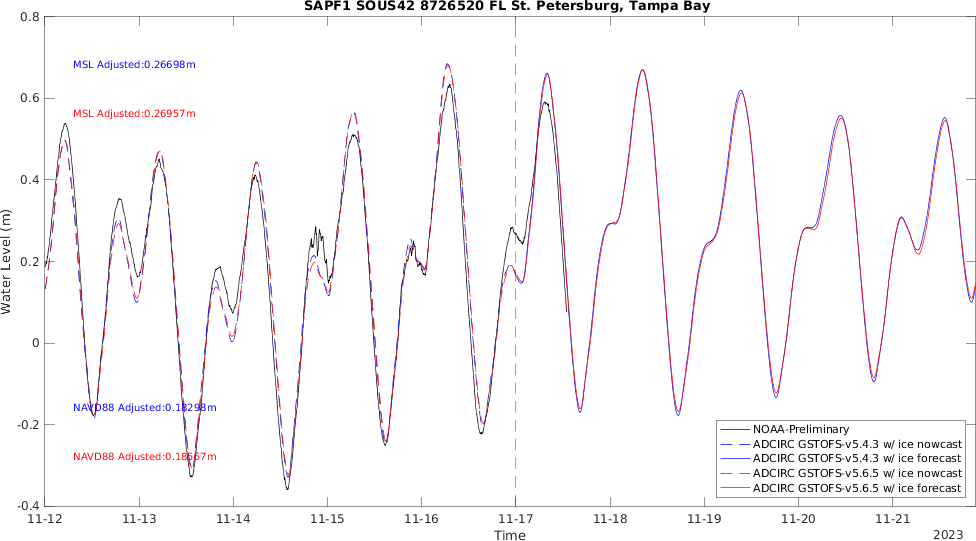 SAPF1 SOUS42 8726520 FL St. Petersburg, Tampa Bay
0.8
0.6
0.4
0.2
0
-0.2
-0.4
Water Level (m)
MSL Adjusted:0.26698m
MSL Adjusted:0.26957m
NAVD88 Adjusted:0.18298m
NAVD88 Adjusted:0.18557m
NOAA-Preliminary
ADCIRC GSTOFS-v5.4.3 w/ ice nowcast
ADCIRC GSTOFS-v5.4.3 w/ ice forecast
ADCIRC GSTOFS-v5.6.5 w/ ice nowcast
ADCIRC GSTOFS-v5.6.5 w/ ice forecast
11-12 11-13 11-14 11-15 11-16 11-17 11-18 11-19 11-20 11-21
Time
2023